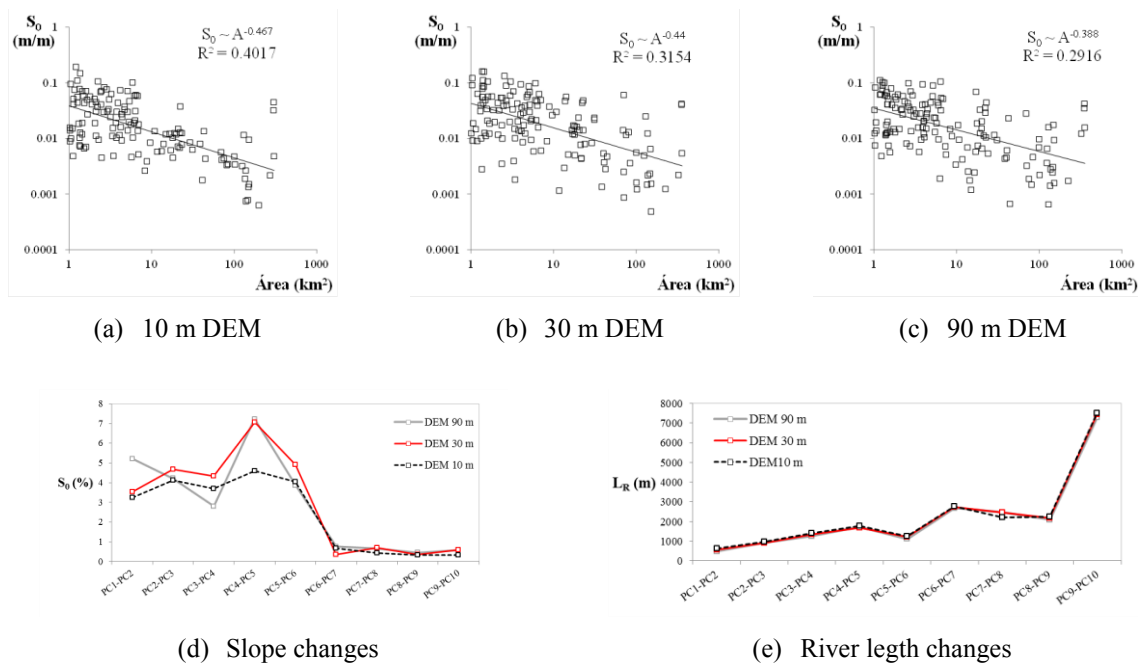 S₀
(m/m)
S₀ ~ A⁻⁰·⁴⁶⁷
R² = 0.4017
1
0.1
0.01
0.001
0.0001
1 10 100 1000
Área (km²)
(a) 10 m DEM
S₀
(m/m)
S₀ ~ A⁻⁰·⁴⁴
R² = 0.3154
1
0.1
0.01
0.001
0.0001
1 10 100 1000
Área (km²)
(b) 30 m DEM
S₀
(m/m)
S₀ ~ A⁻⁰·³⁸⁸
R² = 0.2916
1
0.1
0.01
0.001
0.0001
1 10 100 1000
Área (km²)
(c) 90 m DEM
S₀ (%)
8
7
6
5
4
3
2
1
0
DEM 90 m
DEM 30 m
DEM 10 m
PC1-PC2 PC2-PC3 PC3-PC4 PC4-PC5 PC5-PC6 PC6-PC7 PC7-PC8 PC8-PC9 PC9-PC10
(d) Slope changes
L_R (m)
8000
7000
6000
5000
4000
3000
2000
1000
0
DEM 90 m
DEM 30 m
DEM10 m
PC1-PC2 PC2-PC3 PC3-PC4 PC4-PC5 PC5-PC6 PC6-PC7 PC7-PC8 PC8-PC9 PC9-PC10
(e) River legth changes